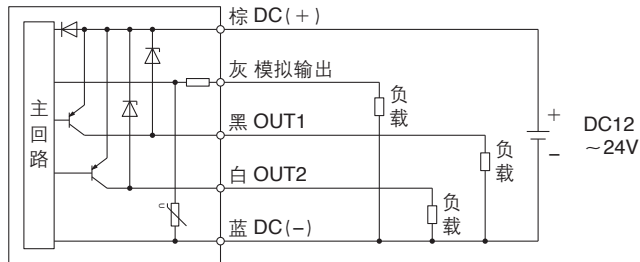 棕 DC(+)
灰 模拟输出
负载
主回路
黑 OUT1
+
−
DC12
～24V
负载
白 OUT2
负载
蓝 DC(−)